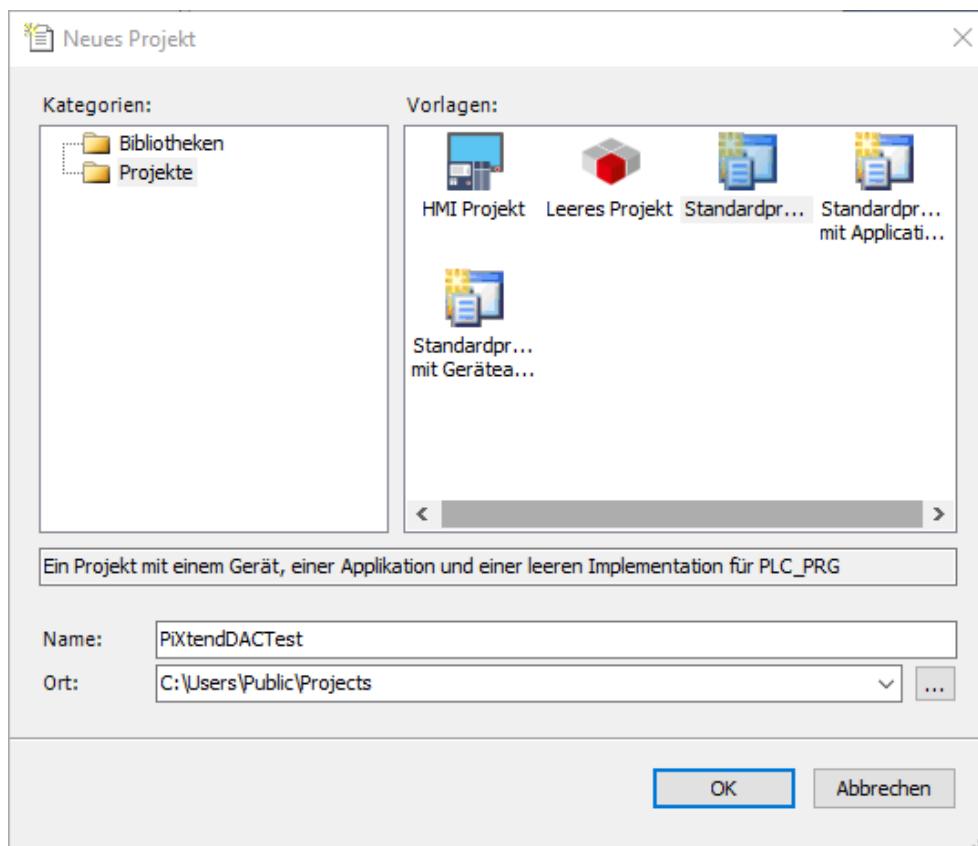 Neues Projekt
Kategorien:
Vorlagen:
Bibliotheken
Projekte
HMI Projekt
Leeres Projekt
Standardpr...
Standardpr...
mit Applicati...
Standardpr...
mit Gerätea...
Ein Projekt mit einem Gerät, einer Applikation und einer leeren Implementation für PLC_PRG
Name:
PiXtendDACTest
Ort:
C:\Users\Public\Projects
...
OK
Abbrechen